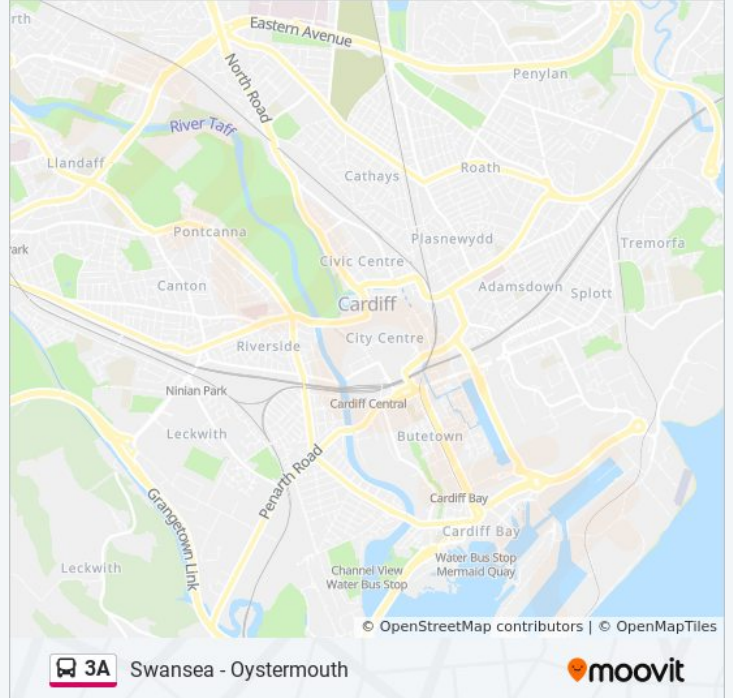 rth
Eastern Avenue
North Road
Penylan
River Taff
Llandaff
Cathays
Roath
Pontcanna
Plasnewydd
ark
Civic Centre
Tremorfa
Canton
Adamsdown
Splott
Cardiff
City Centre
Riverside
Ninian Park
Cardiff Central
Leckwith
Butetown
Penarth Road
Grangetown Link
Cardiff Bay
Cardiff Bay
Water Bus Stop
Mermaid Quay
Leckwith
Channel View
Water Bus Stop
© OpenStreetMap contributors | © OpenMapTiles
3A Swansea - Oystermouth
moovit